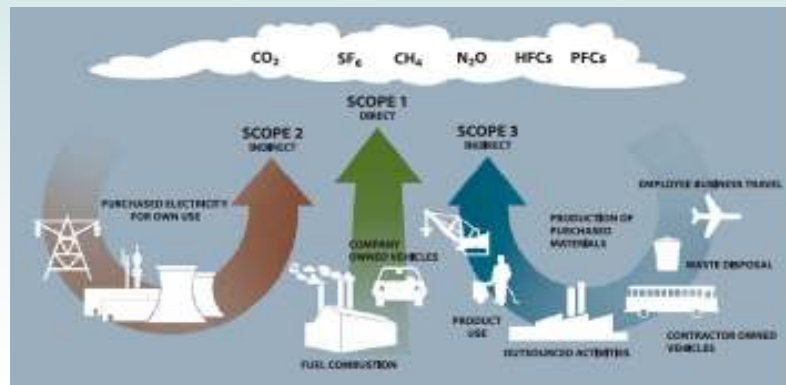 CO₂ SF₆ CH₄ N₂O HFCs PFCs
SCOPE 1
DIRECT
SCOPE 2
INDIRECT
SCOPE 3
INDIRECT
PURCHASED ELECTRICITY
FOR OWN USE
COMPANY
OWNED VEHICLES
FUEL COMBUSTION
PRODUCT
USE
OUTSOURCED ACTIVITIES
PRODUCTION OF
PURCHASED
MATERIALS
EMPLOYEE BUSINESS TRAVEL
WASTE DISPOSAL
CONTRACTOR OWNED
VEHICLES